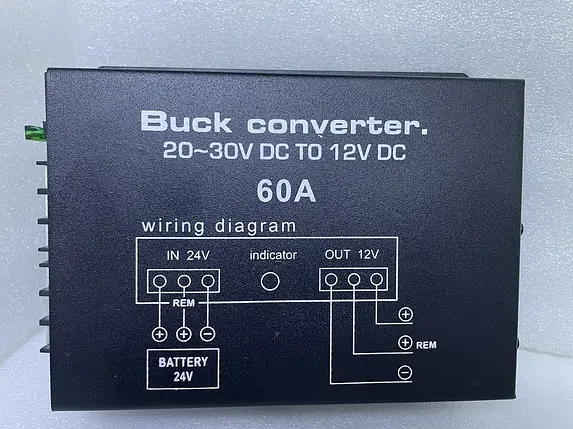 Buck converter.
20~30V DC TO 12V DC
60A
wiring diagram
IN 24V
indicator
OUT 12V
REM
+ + -
BATTERY
24V
+
+ REM
-